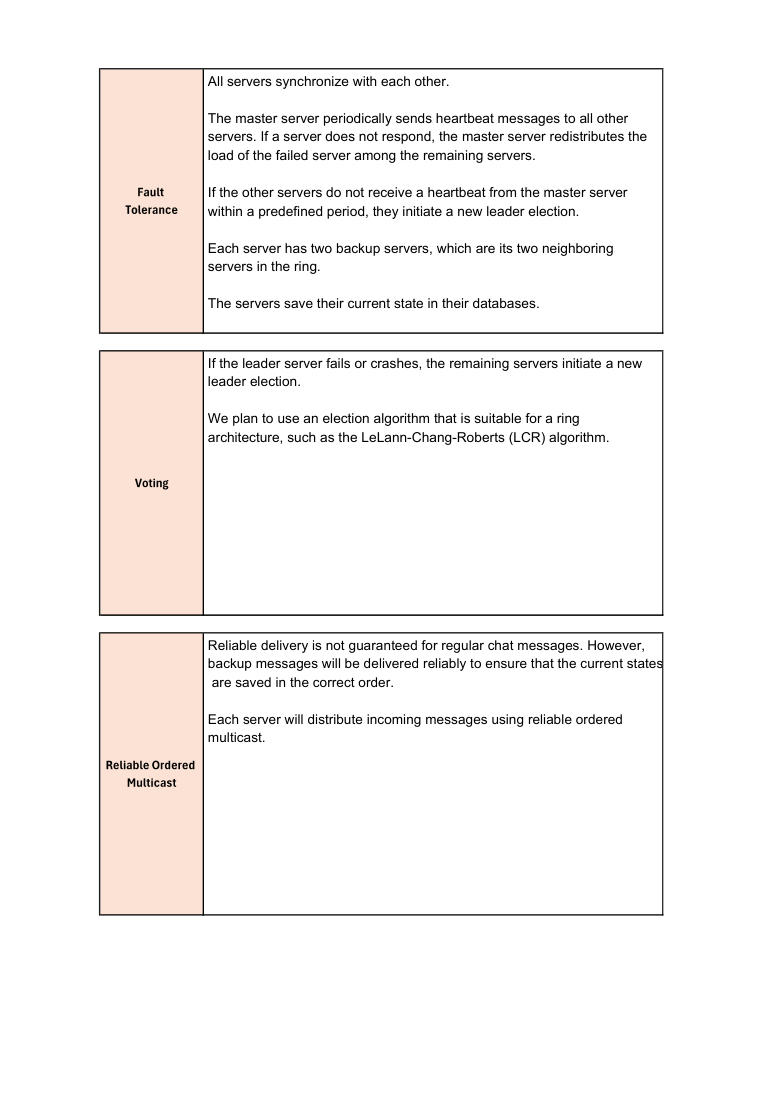 All servers synchronize with each other.
The master server periodically sends heartbeat messages to all other
servers. If a server does not respond, the master server redistributes the
load of the failed server among the remaining servers.
Fault
Tolerance
If the other servers do not receive a heartbeat from the master server
within a predefined period, they initiate a new leader election.
Each server has two backup servers, which are its two neighboring
servers in the ring.
The servers save their current state in their databases.
If the leader server fails or crashes, the remaining servers initiate a new
leader election.
We plan to use an election algorithm that is suitable for a ring
architecture, such as the LeLann-Chang-Roberts (LCR) algorithm.
Voting
Reliable delivery is not guaranteed for regular chat messages. However,
backup messages will be delivered reliably to ensure that the current states
are saved in the correct order.
Each server will distribute incoming messages using reliable ordered
multicast.
Reliable Ordered
Multicast